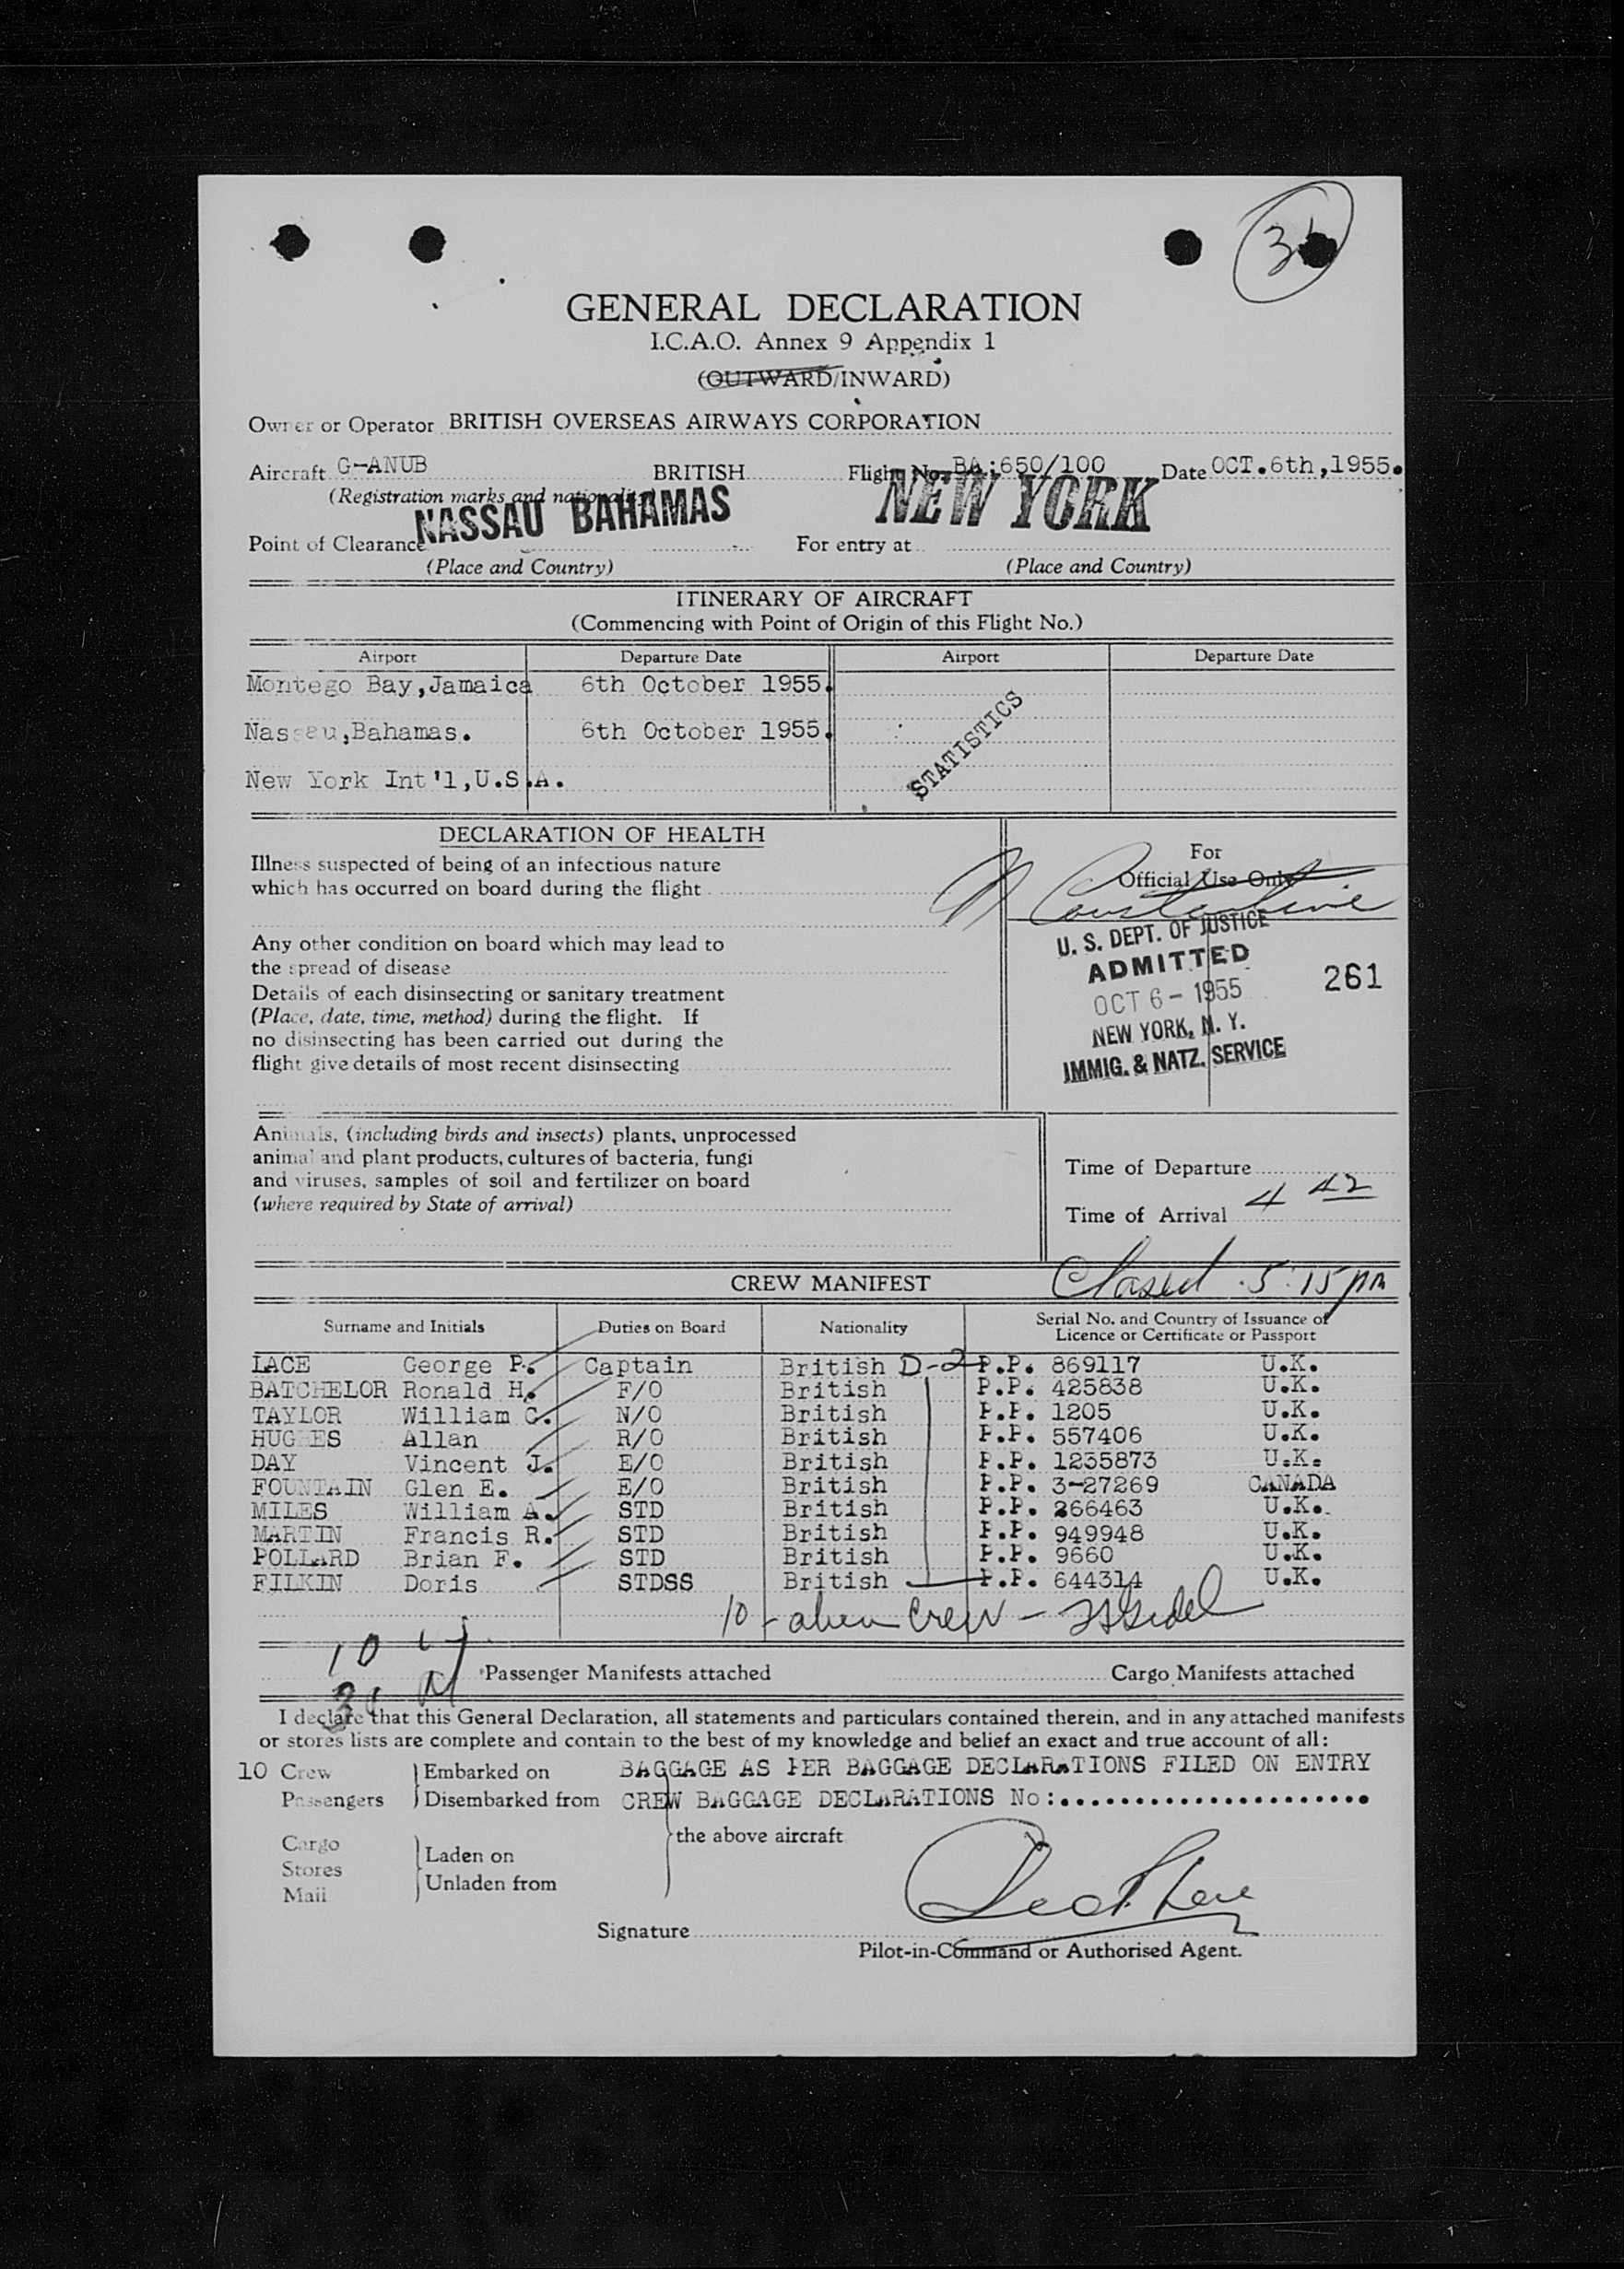 GENERAL DECLARATION
I.C.A.O. Annex 9 Appendix 1
(OUTWARD/INWARD)
Owner or Operator BRITISH OVERSEAS AIRWAYS CORPORATION
Aircraft G-ANUB BRITISH Flight No. BA:650/100 Date OCT.6th,1955.
(Registration marks and nationality)
NASSAU BAHAMAS NEW YORK
Point of Clearance For entry at
(Place and Country) (Place and Country)
ITINERARY OF AIRCRAFT
(Commencing with Point of Origin of this Flight No.)
Airport Departure Date Airport Departure Date
Montego Bay,Jamaica 6th October 1955.
Nassau,Bahamas. 6th October 1955.
STATISTICS
New York Int'l,U.S.A.
DECLARATION OF HEALTH
Illness suspected of being of an infectious nature
which has occurred on board during the flight
Any other condition on board which may lead to
the spread of disease
Details of each disinsecting or sanitary treatment
(Place, date, time, method) during the flight. If
no disinsecting has been carried out during the
flight give details of most recent disinsecting
For
Official Use Only
Constantine
U. S. DEPT. OF JUSTICE
ADMITTED
OCT 6 - 1955
261
NEW YORK, N. Y.
IMMIG. & NATZ. SERVICE
Animals, (including birds and insects) plants, unprocessed
animal and plant products, cultures of bacteria, fungi
and viruses, samples of soil and fertilizer on board
(where required by State of arrival)
Time of Departure
Time of Arrival 4 42
CREW MANIFEST Closed 5:15 pm
Surname and Initials Duties on Board Nationality Serial No. and Country of Issuance of
Licence or Certificate or Passport
LACE George P. Captain British D-2 P.P. 869117 U.K.
BATCHELOR Ronald H. F/O British P.P. 425838 U.K.
TAYLOR William C. N/O British P.P. 1205 U.K.
HUGHES Allan R/O British P.P. 557406 U.K.
DAY Vincent J. E/O British P.P. 1235873 U.K.
FOUNTAIN Glen E. E/O British P.P. 3-27269 CANADA
MILES William A. STD British P.P. 266463 U.K.
MARTIN Francis R. STD British P.P. 949948 U.K.
POLLARD Brian F. STD British P.P. 9660 U.K.
FILKIN Doris STDSS British P.P. 644314 U.K.
10 - alien Crew -
10
Passenger Manifests attached Cargo Manifests attached
I declare that this General Declaration, all statements and particulars contained therein, and in any attached manifests
or stores lists are complete and contain to the best of my knowledge and belief an exact and true account of all:
10 Crew Embarked on BAGGAGE AS PER BAGGAGE DECLARATIONS FILED ON ENTRY
Passengers Disembarked from CREW BAGGAGE DECLARATIONS No:......................
the above aircraft
Cargo
Stores Laden on
Mail Unladen from
Signature
Pilot-in-Command or Authorised Agent.